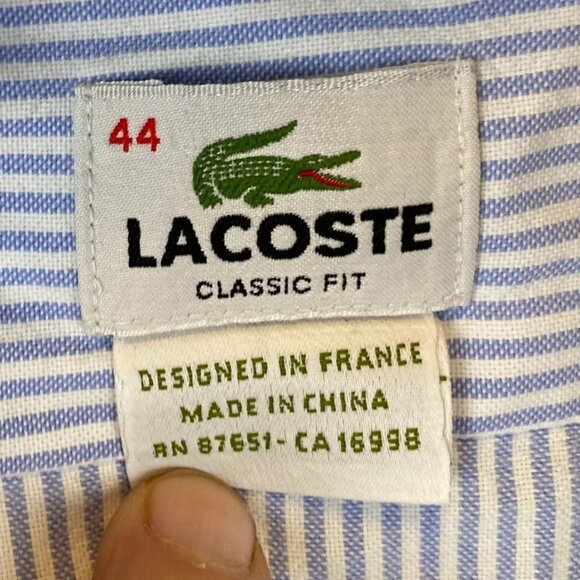 44
LACOSTE
CLASSIC FIT
DESIGNED IN FRANCE
MADE IN CHINA
RN 87651- CA 16998